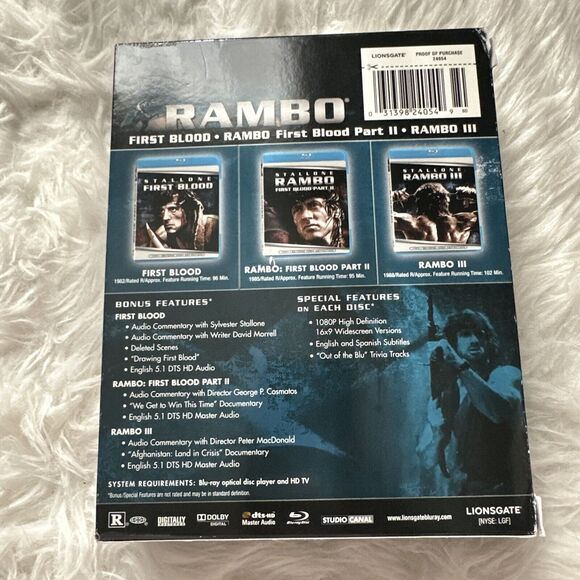 LIONSGATE PROOF OF PURCHASE
24054
0 31398 24054 9 80
RAMBO®
FIRST BLOOD • RAMBO First Blood Part II • RAMBO III
STALLONE
FIRST BLOOD
STALLONE
RAMBO
FIRST BLOOD PART II
STALLONE
RAMBO III
FIRST BLOOD
1982/Rated R/Approx. Feature Running Time: 96 Min.
RAMBO: FIRST BLOOD PART II
1985/Rated R/Approx. Feature Running Time: 95 Min.
RAMBO III
1988/Rated R/Approx. Feature Running Time: 102 Min.
BONUS FEATURES*
FIRST BLOOD
• Audio Commentary with Sylvester Stallone
• Audio Commentary with Writer David Morrell
• Deleted Scenes
• "Drawing First Blood"
• English 5.1 DTS HD Audio
RAMBO: FIRST BLOOD PART II
• Audio Commentary with Director George P. Cosmatos
• "We Get to Win This Time" Documentary
• English 5.1 DTS HD Master Audio
RAMBO III
• Audio Commentary with Director Peter MacDonald
• "Afghanistan: Land in Crisis" Documentary
• English 5.1 DTS HD Master Audio
SPECIAL FEATURES
ON EACH DISC*
• 1080P High Definition
16x9 Widescreen Versions
• English and Spanish Subtitles
• "Out of the Blu" Trivia Tracks
SYSTEM REQUIREMENTS: Blu-ray optical disc player and HD TV
*Bonus/Special Features are not rated and may be in standard definition.
R
DIGITALLY
DOLBY
DIGITAL
dts-HD
Master Audio
Blu-ray Disc
STUDIO CANAL
www.lionsgatebluray.com
LIONSGATE
[NYSE: LGF]